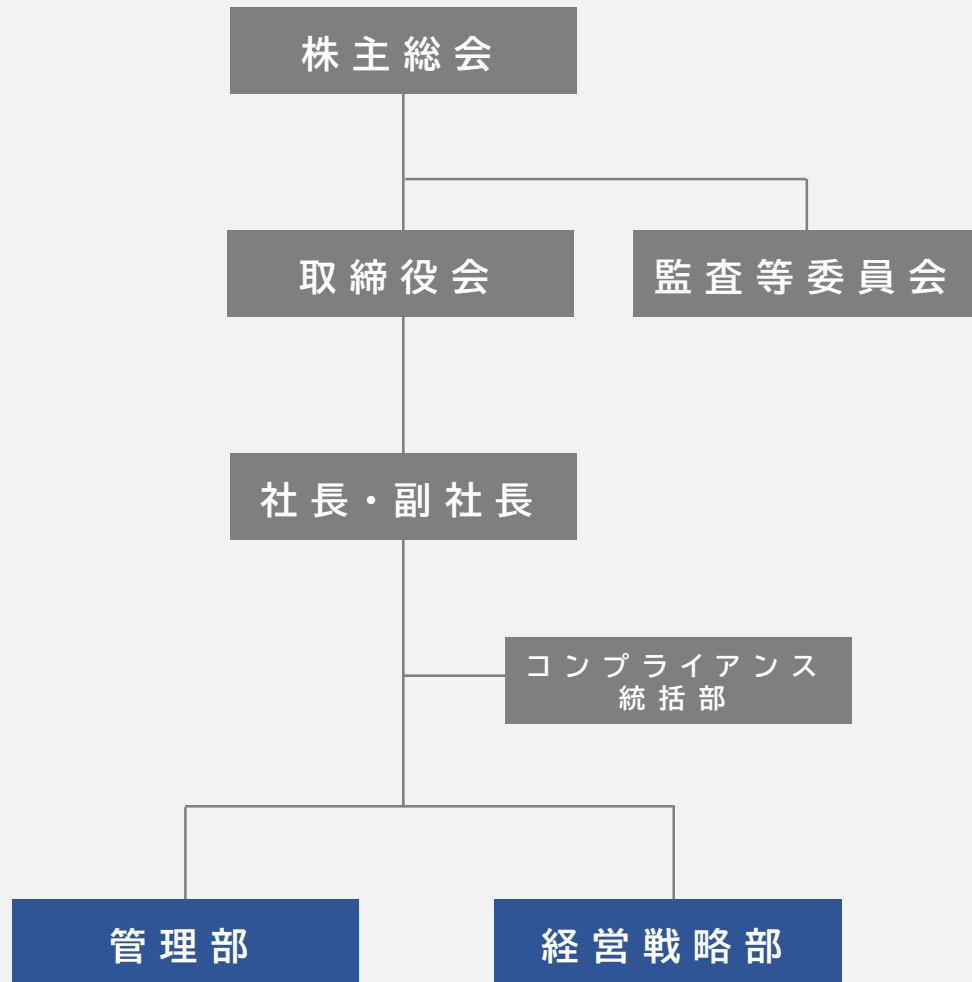 株主総会
取締役会
監査等委員会
社長・副社長
コンプライアンス
統括部
管理部
経営戦略部